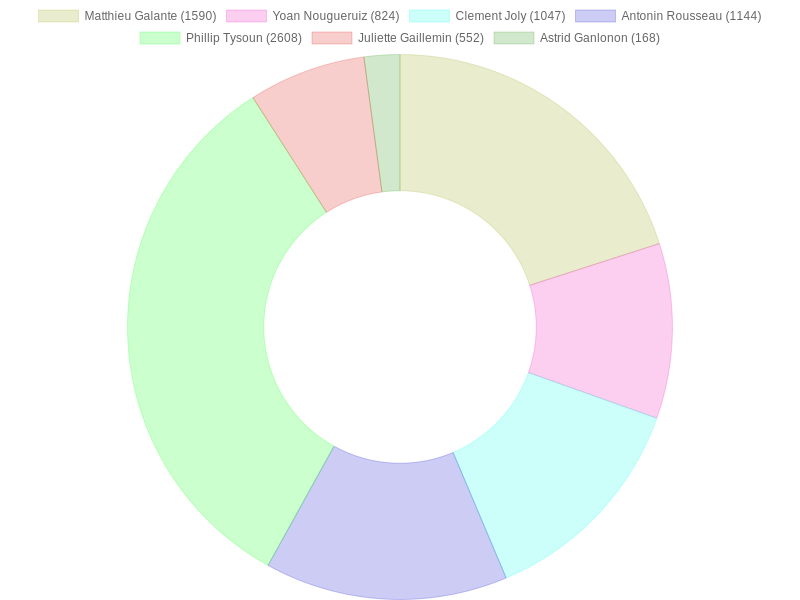 Matthieu Galante (1590) Yoan Nougueruiz (824) Clement Joly (1047) Antonin Rousseau (1144)
Phillip Tysoun (2608) Juliette Gaillemin (552) Astrid Ganlonon (168)